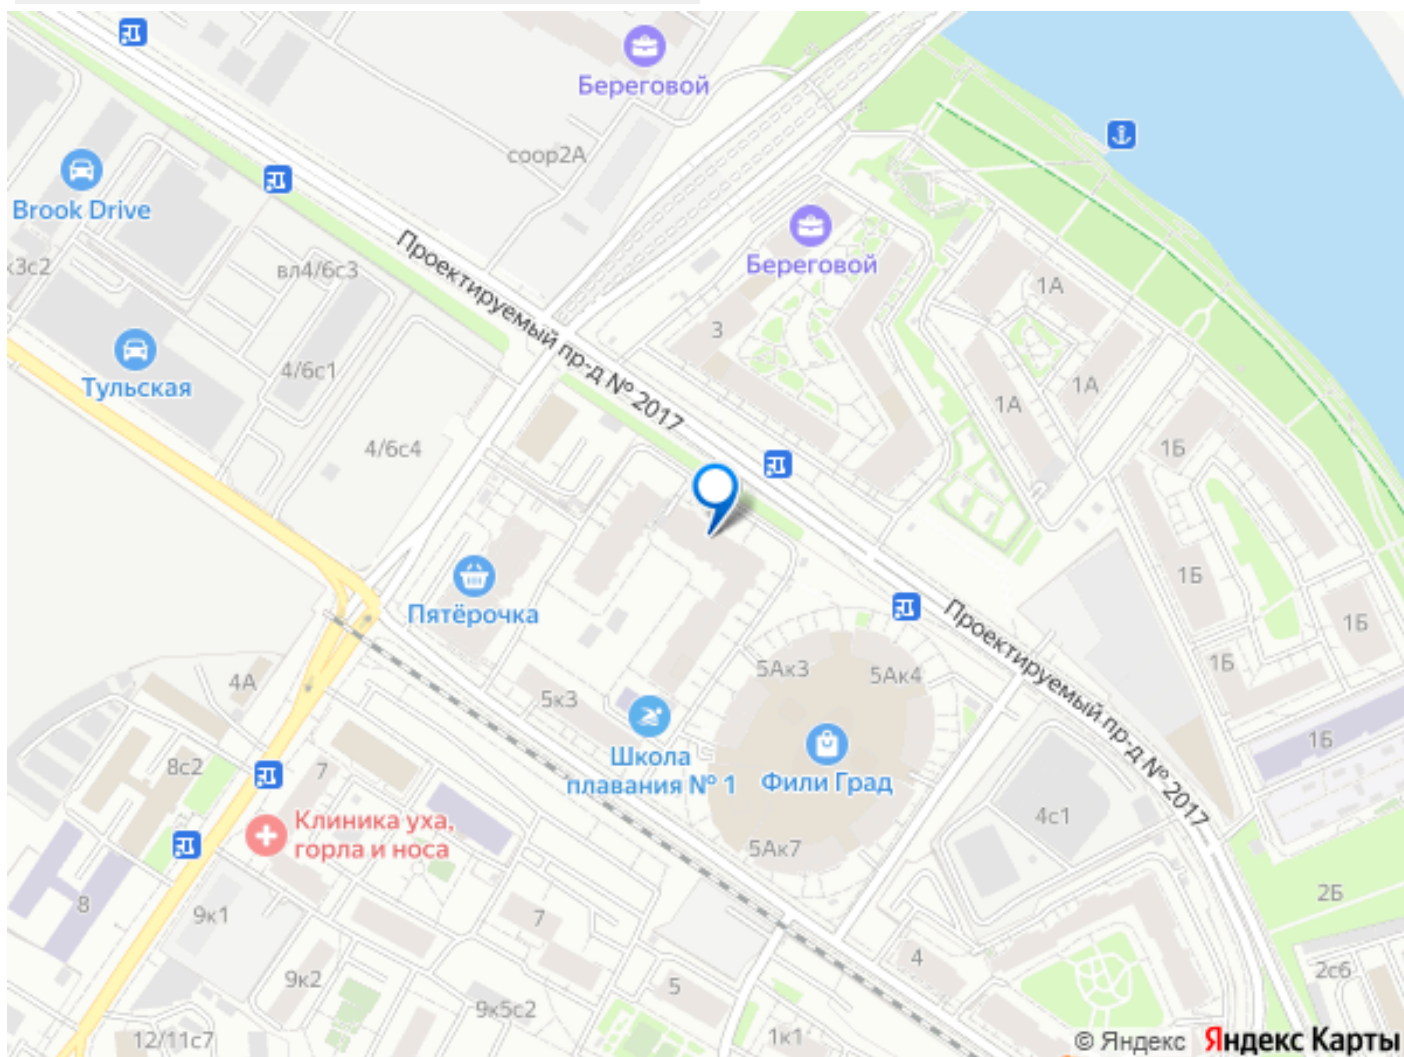 Береговой
соор2А
Brook Drive
к3с2
вл4/6с3
Проектируемый пр-д № 2017
Береговой
1А
3
Тульская
4/6с1
1А
1А
4/6с4
1Б
Пятёрочка
1Б
1Б
Проектируемый пр-д № 2017
5Ак3
5Ак4
1Б
4А
5к3
Школа
плавания № 1
Фили Град
1Б
8с2
7
Клиника уха,
горла и носа
4с1
5Ак7
8
9к1
7
2Б
4
9к2
5
2с6
9к5с2
12/11с7
1к1
© Яндекс Яндекс Карты